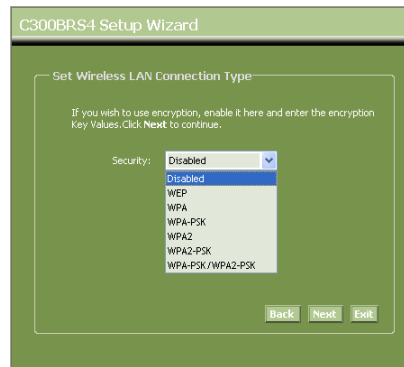 C300BRS4 Setup Wizard
Set Wireless LAN Connection Type
If you wish to use encryption, enable it here and enter the encryption
Key Values.Click Next to continue.
Security: Disabled
Disabled
WEP
WPA
WPA-PSK
WPA2
WPA2-PSK
WPA-PSK/WPA2-PSK
Back Next Exit